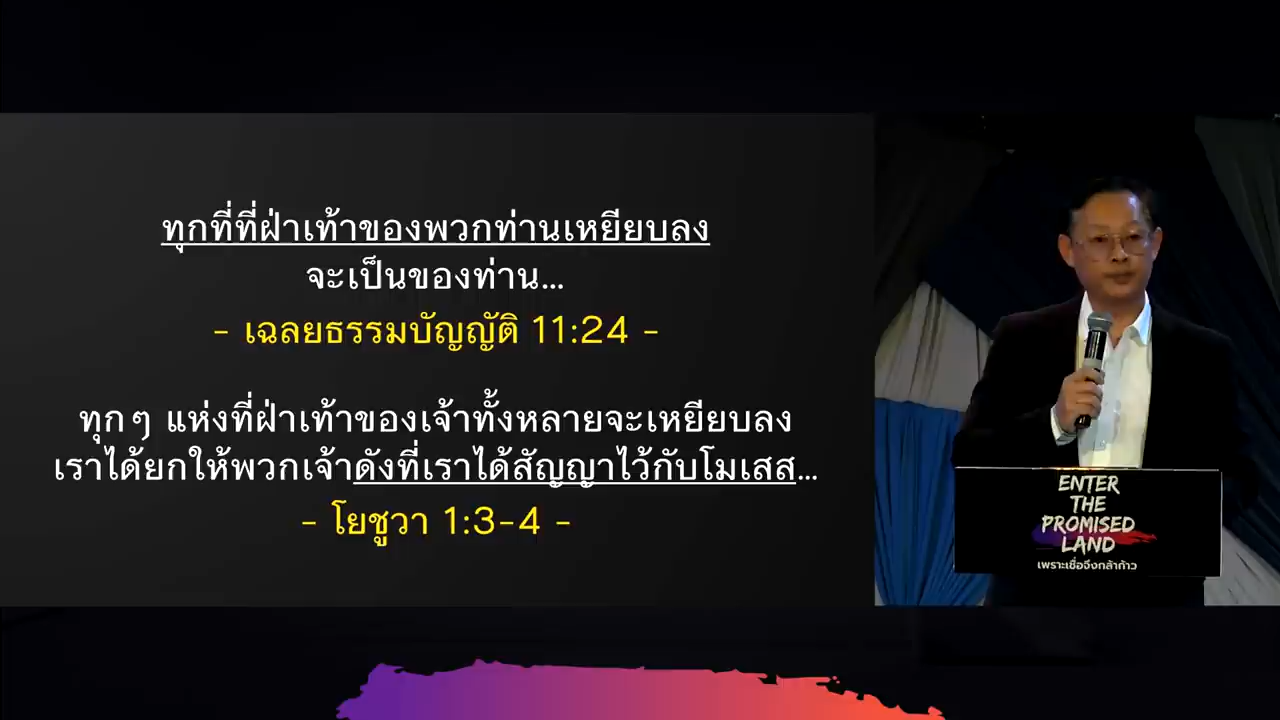 ทุกที่ที่ฝ่าเท้าของพวกท่านเหยียบลง
จะเป็นของท่าน...
- เฉลยธรรมบัญญัติ 11:24 -
ทุกๆ แห่งที่ฝ่าเท้าของเจ้าทั้งหลายจะเหยียบลง
เราได้ยกให้พวกเจ้าดังที่เราได้สัญญาไว้กับโมเสส...
- โยชูวา 1:3-4 -
ENTER
THE
PROMISED
LAND
เพราะเชื่อจึงกล้าก้าว